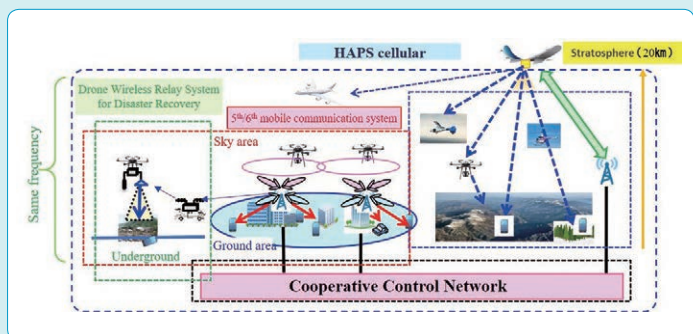 HAPS cellular
Stratosphere (20km)
Drone Wireless Relay System
for Disaster Recovery
5th/6th mobile communication system
Sky area
Same frequency
Ground area
Underground
Cooperative Control Network